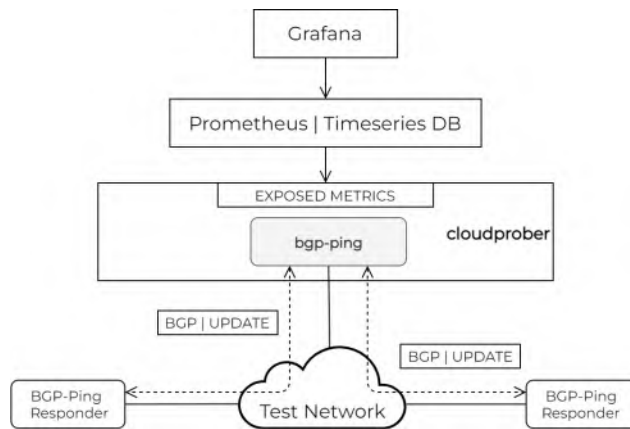 Grafana
Prometheus | Timeseries DB
EXPOSED METRICS
cloudprober
bgp-ping
BGP | UPDATE
BGP | UPDATE
BGP-Ping
Responder
Test Network
BGP-Ping
Responder